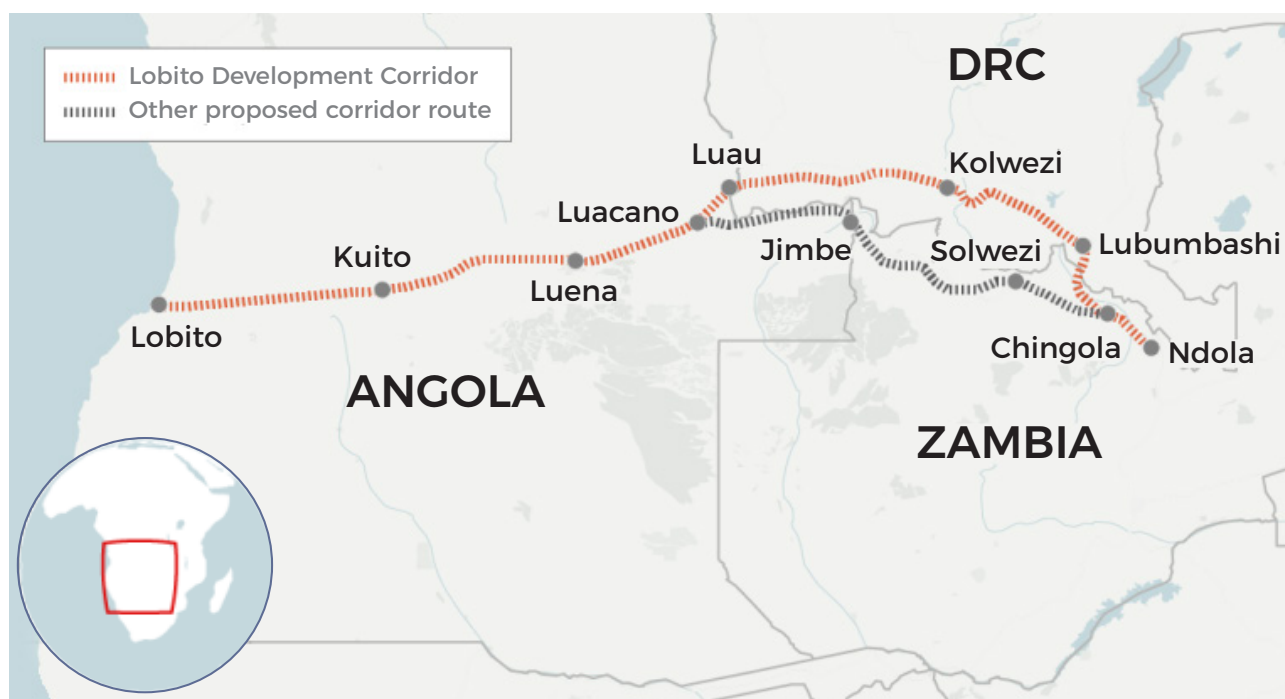 Lobito Development Corridor
Other proposed corridor route
DRC
Luau
Kolwezi
Luacano
Jimbe
Solwezi
Lubumbashi
Kuito
Luena
Lobito
Chingola
Ndola
ANGOLA
ZAMBIA